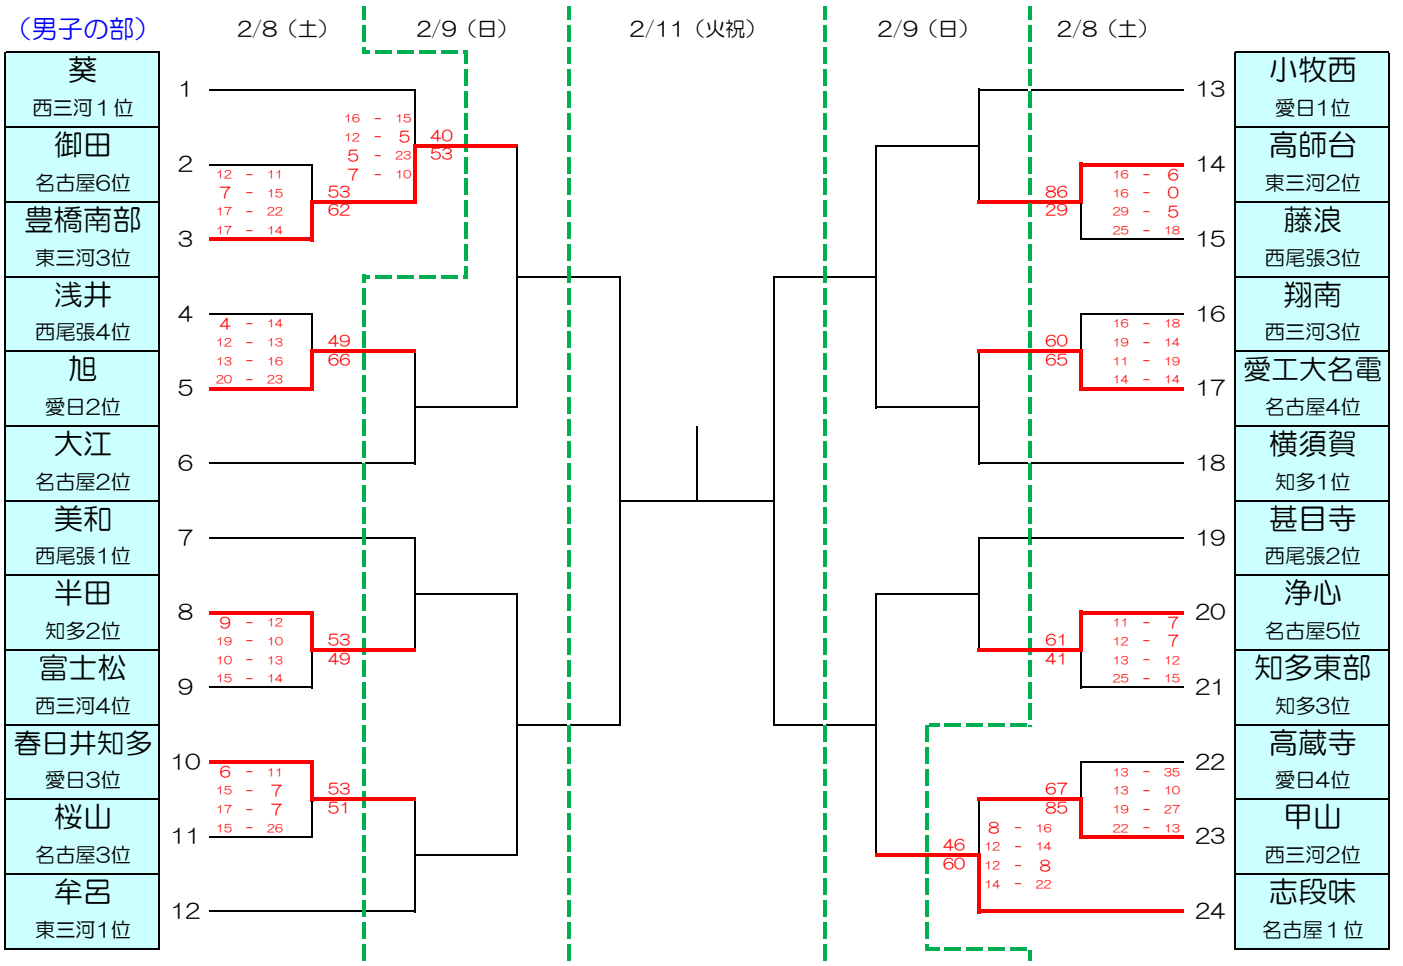 （男子の部）
2/8（土）
2/9（日）
2/11（火祝）
2/9（日）
2/8（土）
葵
西三河１位
1
御田
名古屋6位
2
豊橋南部
東三河3位
3
浅井
西尾張4位
4
旭
愛日2位
5
大江
名古屋2位
6
美和
西尾張1位
7
半田
知多2位
8
富士松
西三河4位
9
春日井知多
愛日3位
10
桜山
名古屋3位
11
牟呂
東三河1位
12
16 - 15
12 - 5
5 - 23
7 - 10
40
53
12 - 11
7 - 15
17 - 22
17 - 14
53
62
4 - 14
12 - 13
13 - 16
20 - 23
49
66
9 - 12
19 - 10
10 - 13
15 - 14
53
49
6 - 11
15 - 7
17 - 7
15 - 26
53
51
13
小牧西
愛日1位
14
高師台
東三河2位
15
藤浪
西尾張3位
16
翔南
西三河3位
17
愛工大名電
名古屋4位
18
横須賀
知多1位
19
甚目寺
西尾張2位
20
浄心
名古屋5位
21
知多東部
知多3位
22
高蔵寺
愛日4位
23
甲山
西三河2位
24
志段味
名古屋１位
86
29
16 - 6
16 - 0
29 - 5
25 - 18
60
65
16 - 18
19 - 14
11 - 19
14 - 14
61
41
11 - 7
12 - 7
13 - 12
25 - 15
67
85
13 - 35
13 - 10
19 - 27
22 - 13
46
60
8 - 16
12 - 14
12 - 8
14 - 22